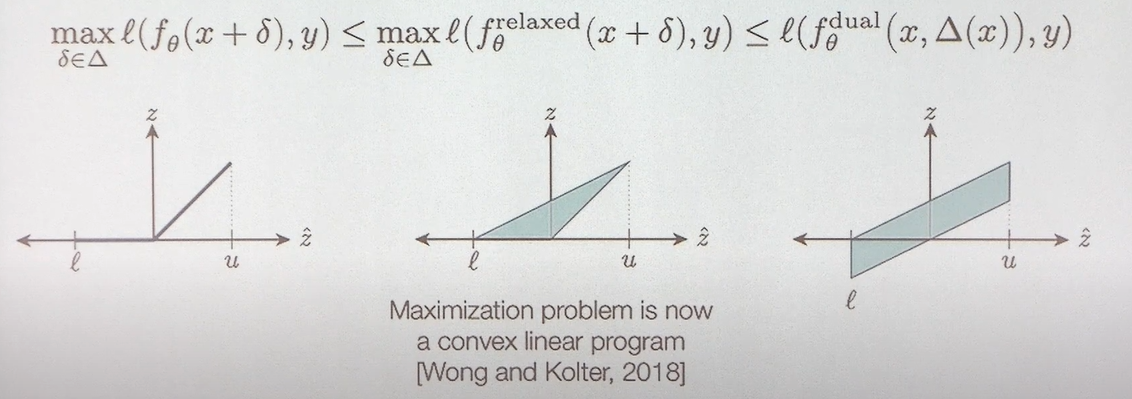 max ℓ(f_θ(x + δ), y) ≤ max ℓ(f_θ^relaxed(x + δ), y) ≤ ℓ(f_θ^dual(x, Δ(x)), y)
δ∈Δ δ∈Δ
z z z
ẑ ẑ ẑ
ℓ u ℓ u ℓ u
Maximization problem is now
a convex linear program
[Wong and Kolter, 2018]